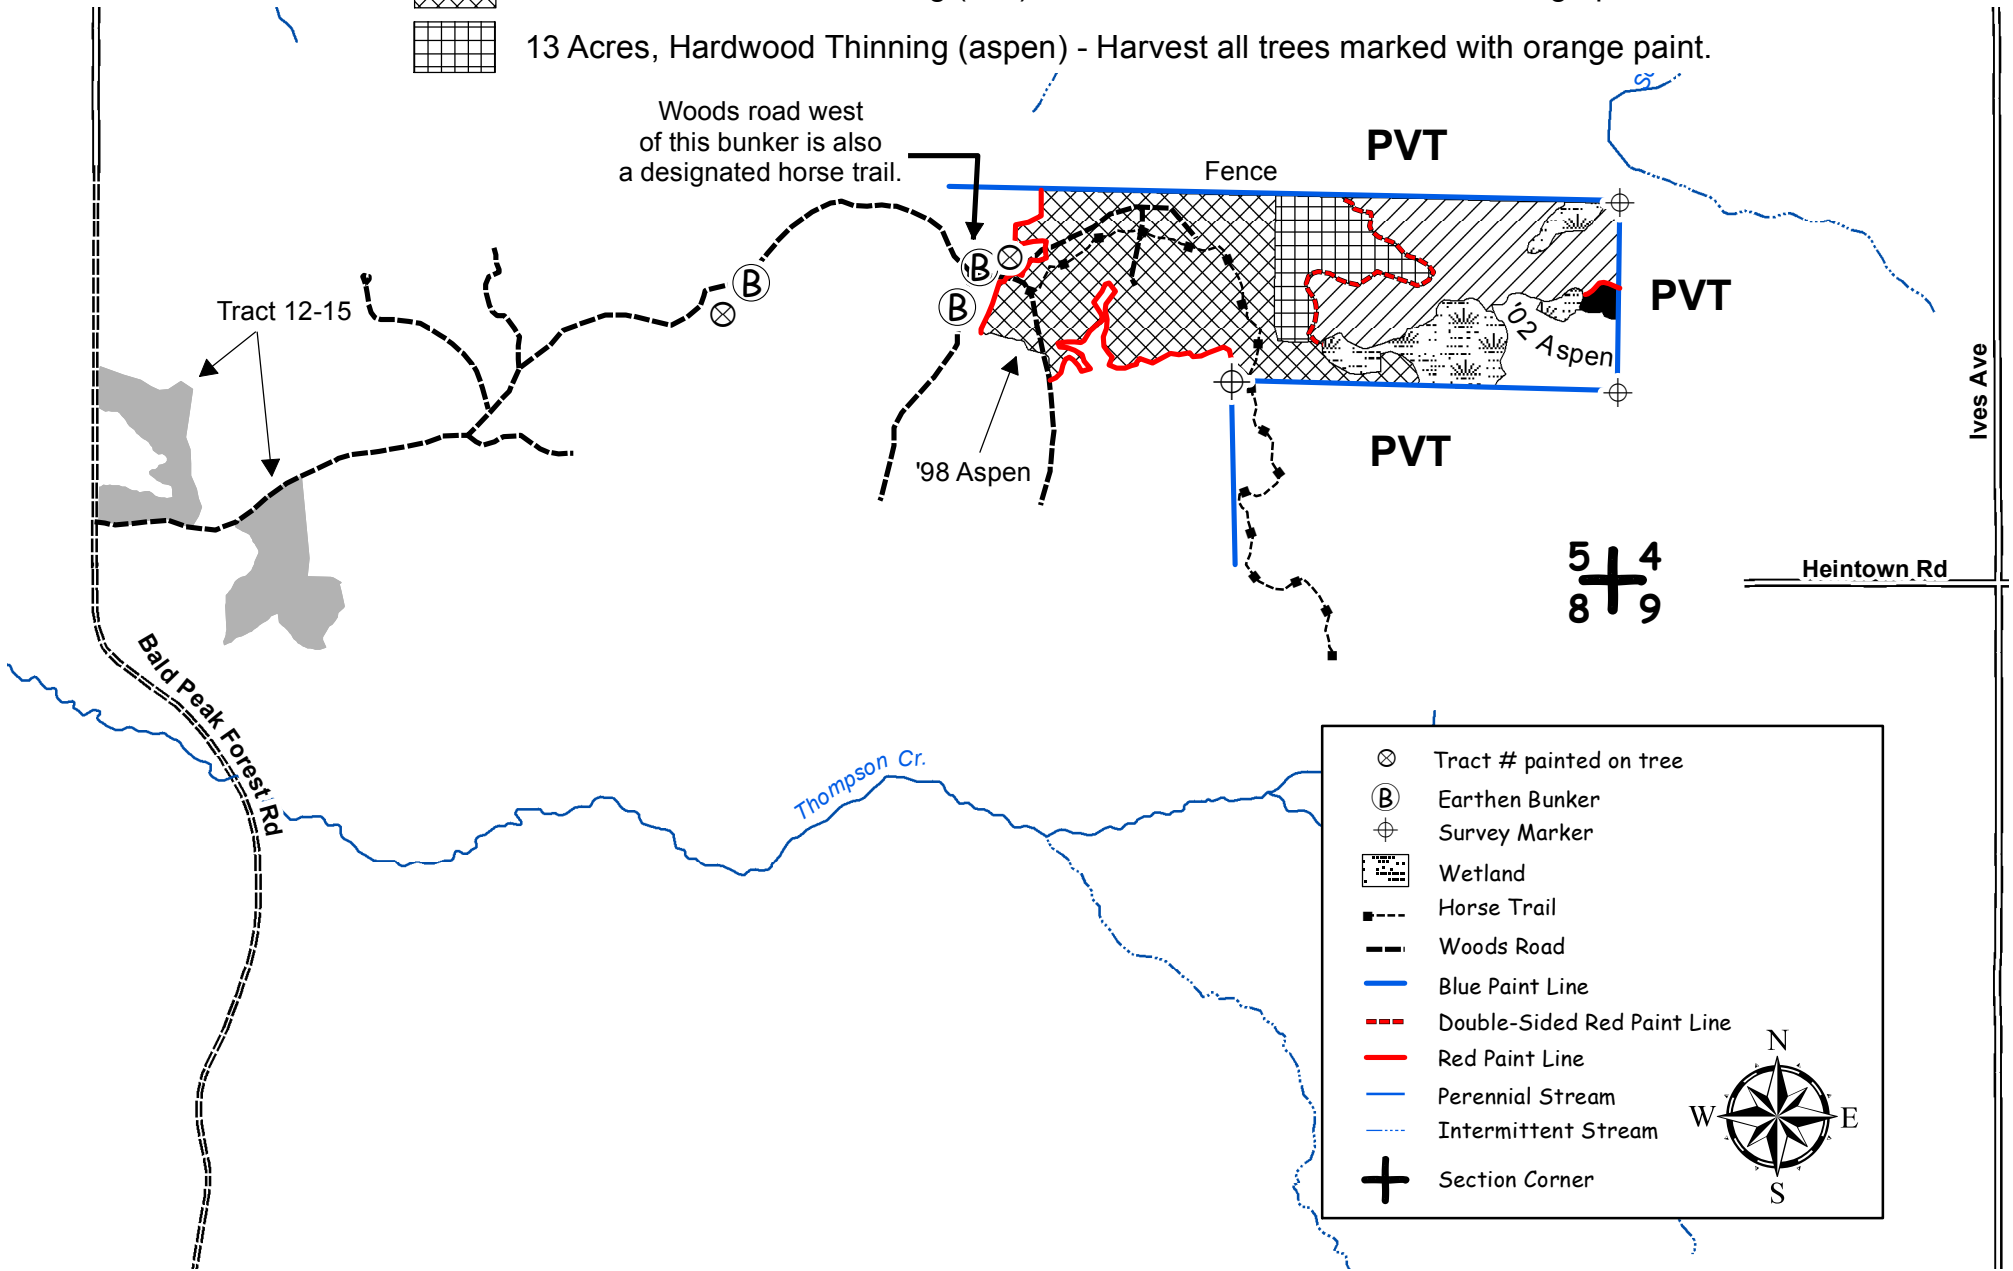 13 Acres, Hardwood Thinning (aspen) - Harvest all trees marked with orange paint.
Woods road west
of this bunker is also
a designated horse trail.
PVT
Fence
B
B
B
PVT
Tract 12-15
'02 Aspen
Ives Ave
PVT
'98 Aspen
5 4
8 9
Heintown Rd
Bald Peak Forest Rd
Thompson Cr.
Tract # painted on tree
B Earthen Bunker
Survey Marker
Wetland
Horse Trail
Woods Road
Blue Paint Line
Double-Sided Red Paint Line
Red Paint Line
Perennial Stream
Intermittent Stream
Section Corner
N
W E
S